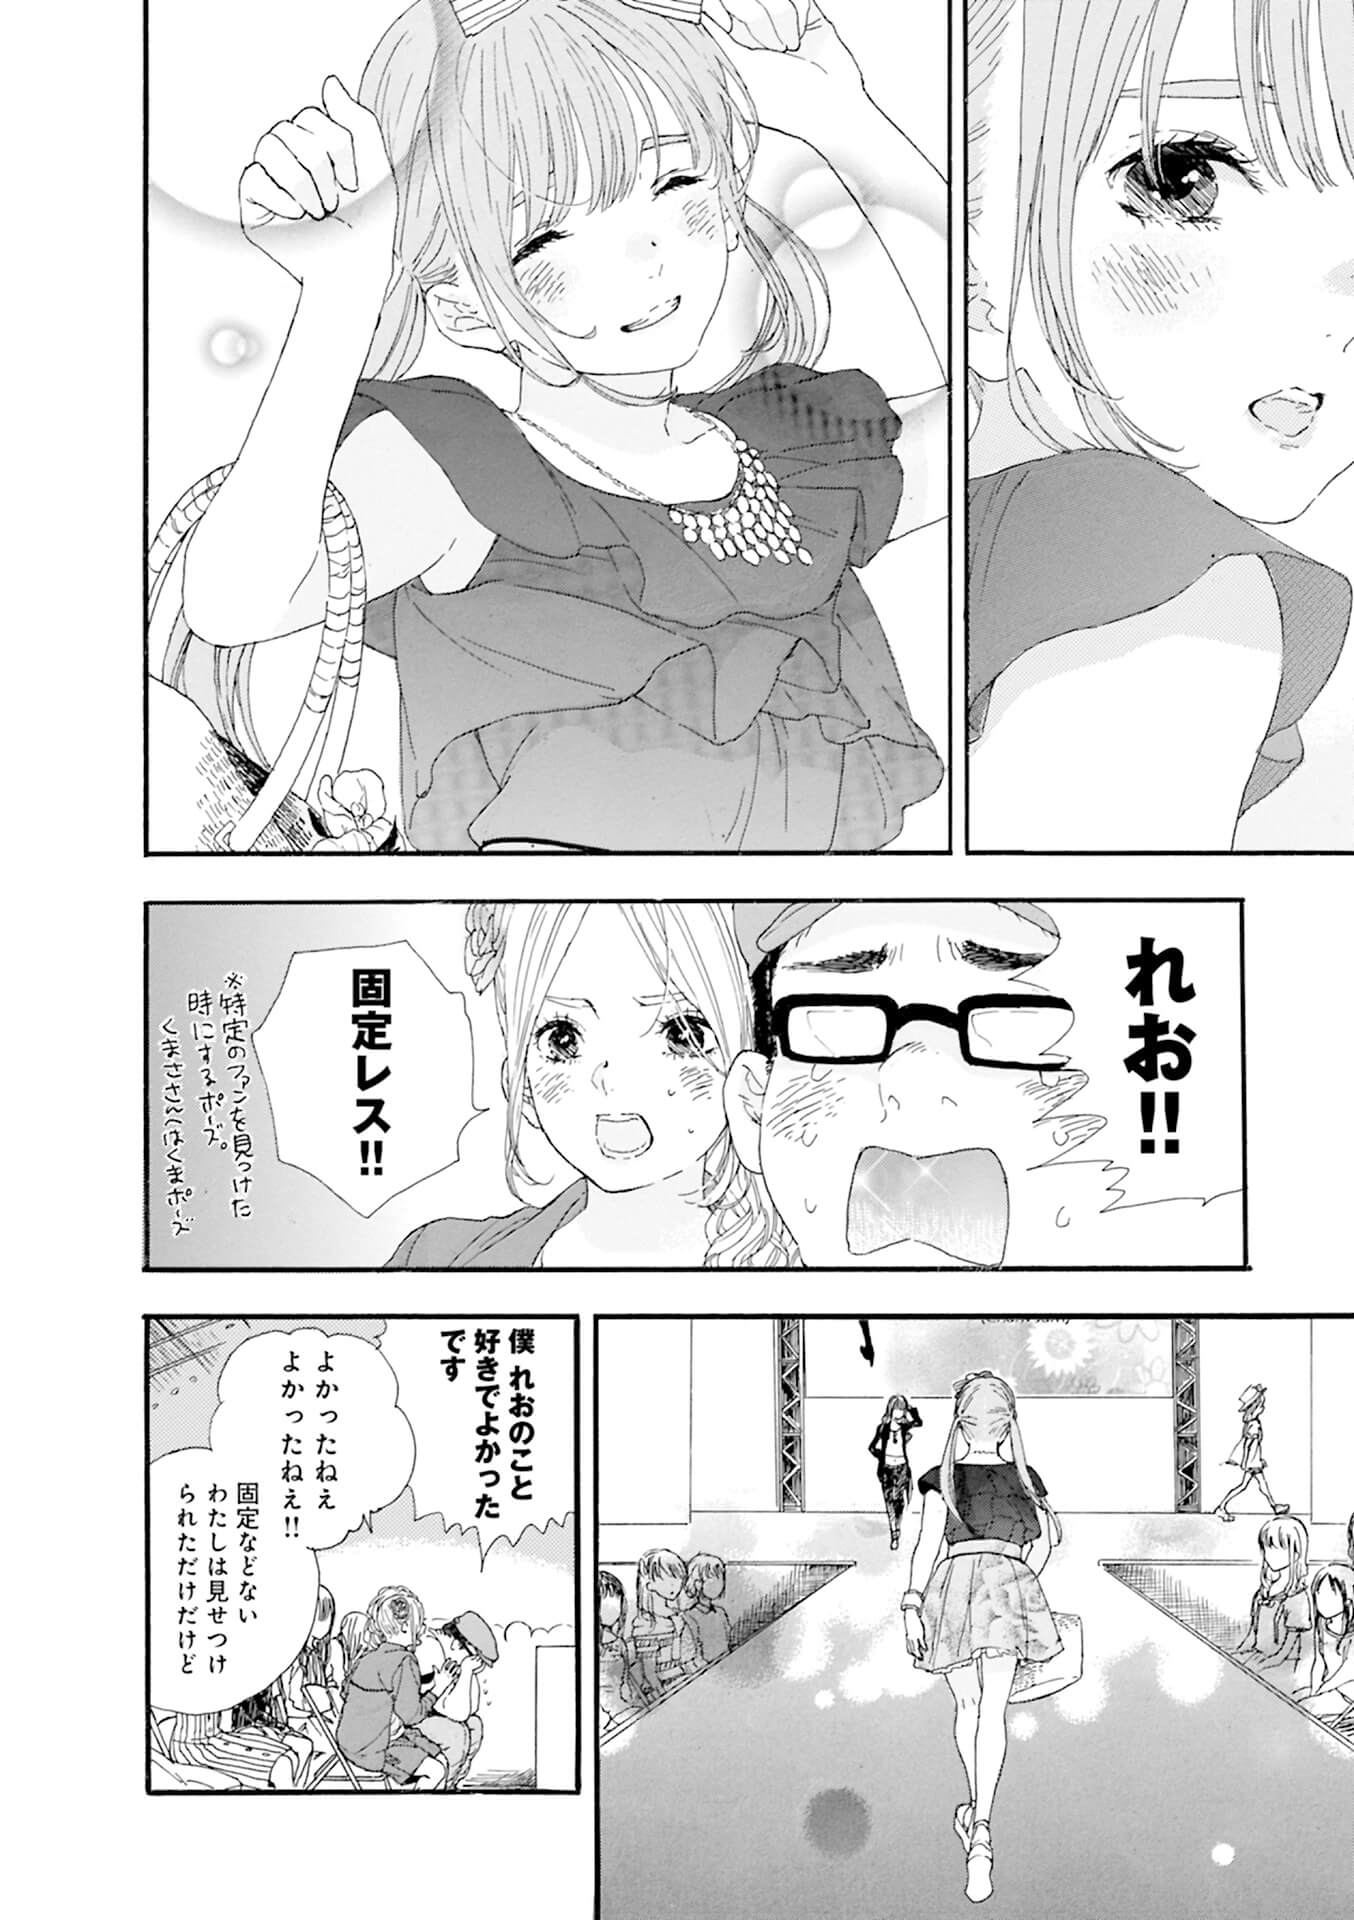 れお!!
固定レス!!
※特定のファンを見つけた
時にするポーズ。
くまささんへはくまポーズ
僕 れおのこと
好きでよかった
です
よかったねえ
よかったねえ!!
固定などない
わたしは見せつけ
られただけだけど